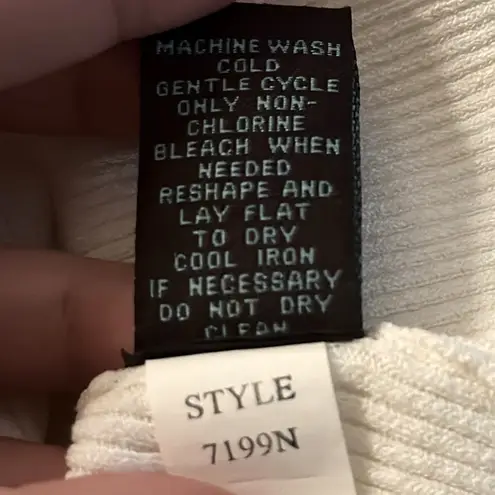 MACHINE WASH
COLD
GENTLE CYCLE
ONLY NON-
CHLORINE
BLEACH WHEN
NEEDED
RESHAPE AND
LAY FLAT
TO DRY
COOL IRON
IF NECESSARY
DO NOT DRY
CLEAN
STYLE
7199N